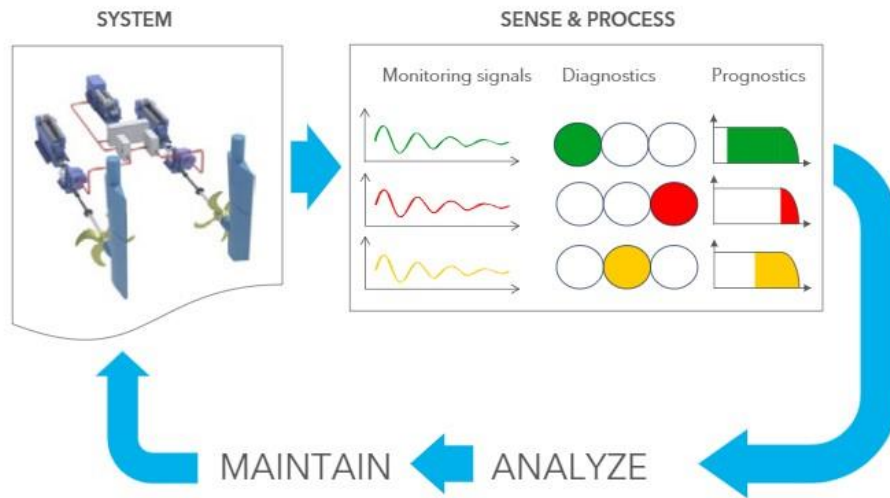 SYSTEM
SENSE & PROCESS
Monitoring signals
Diagnostics
Prognostics
MAINTAIN
ANALYZE